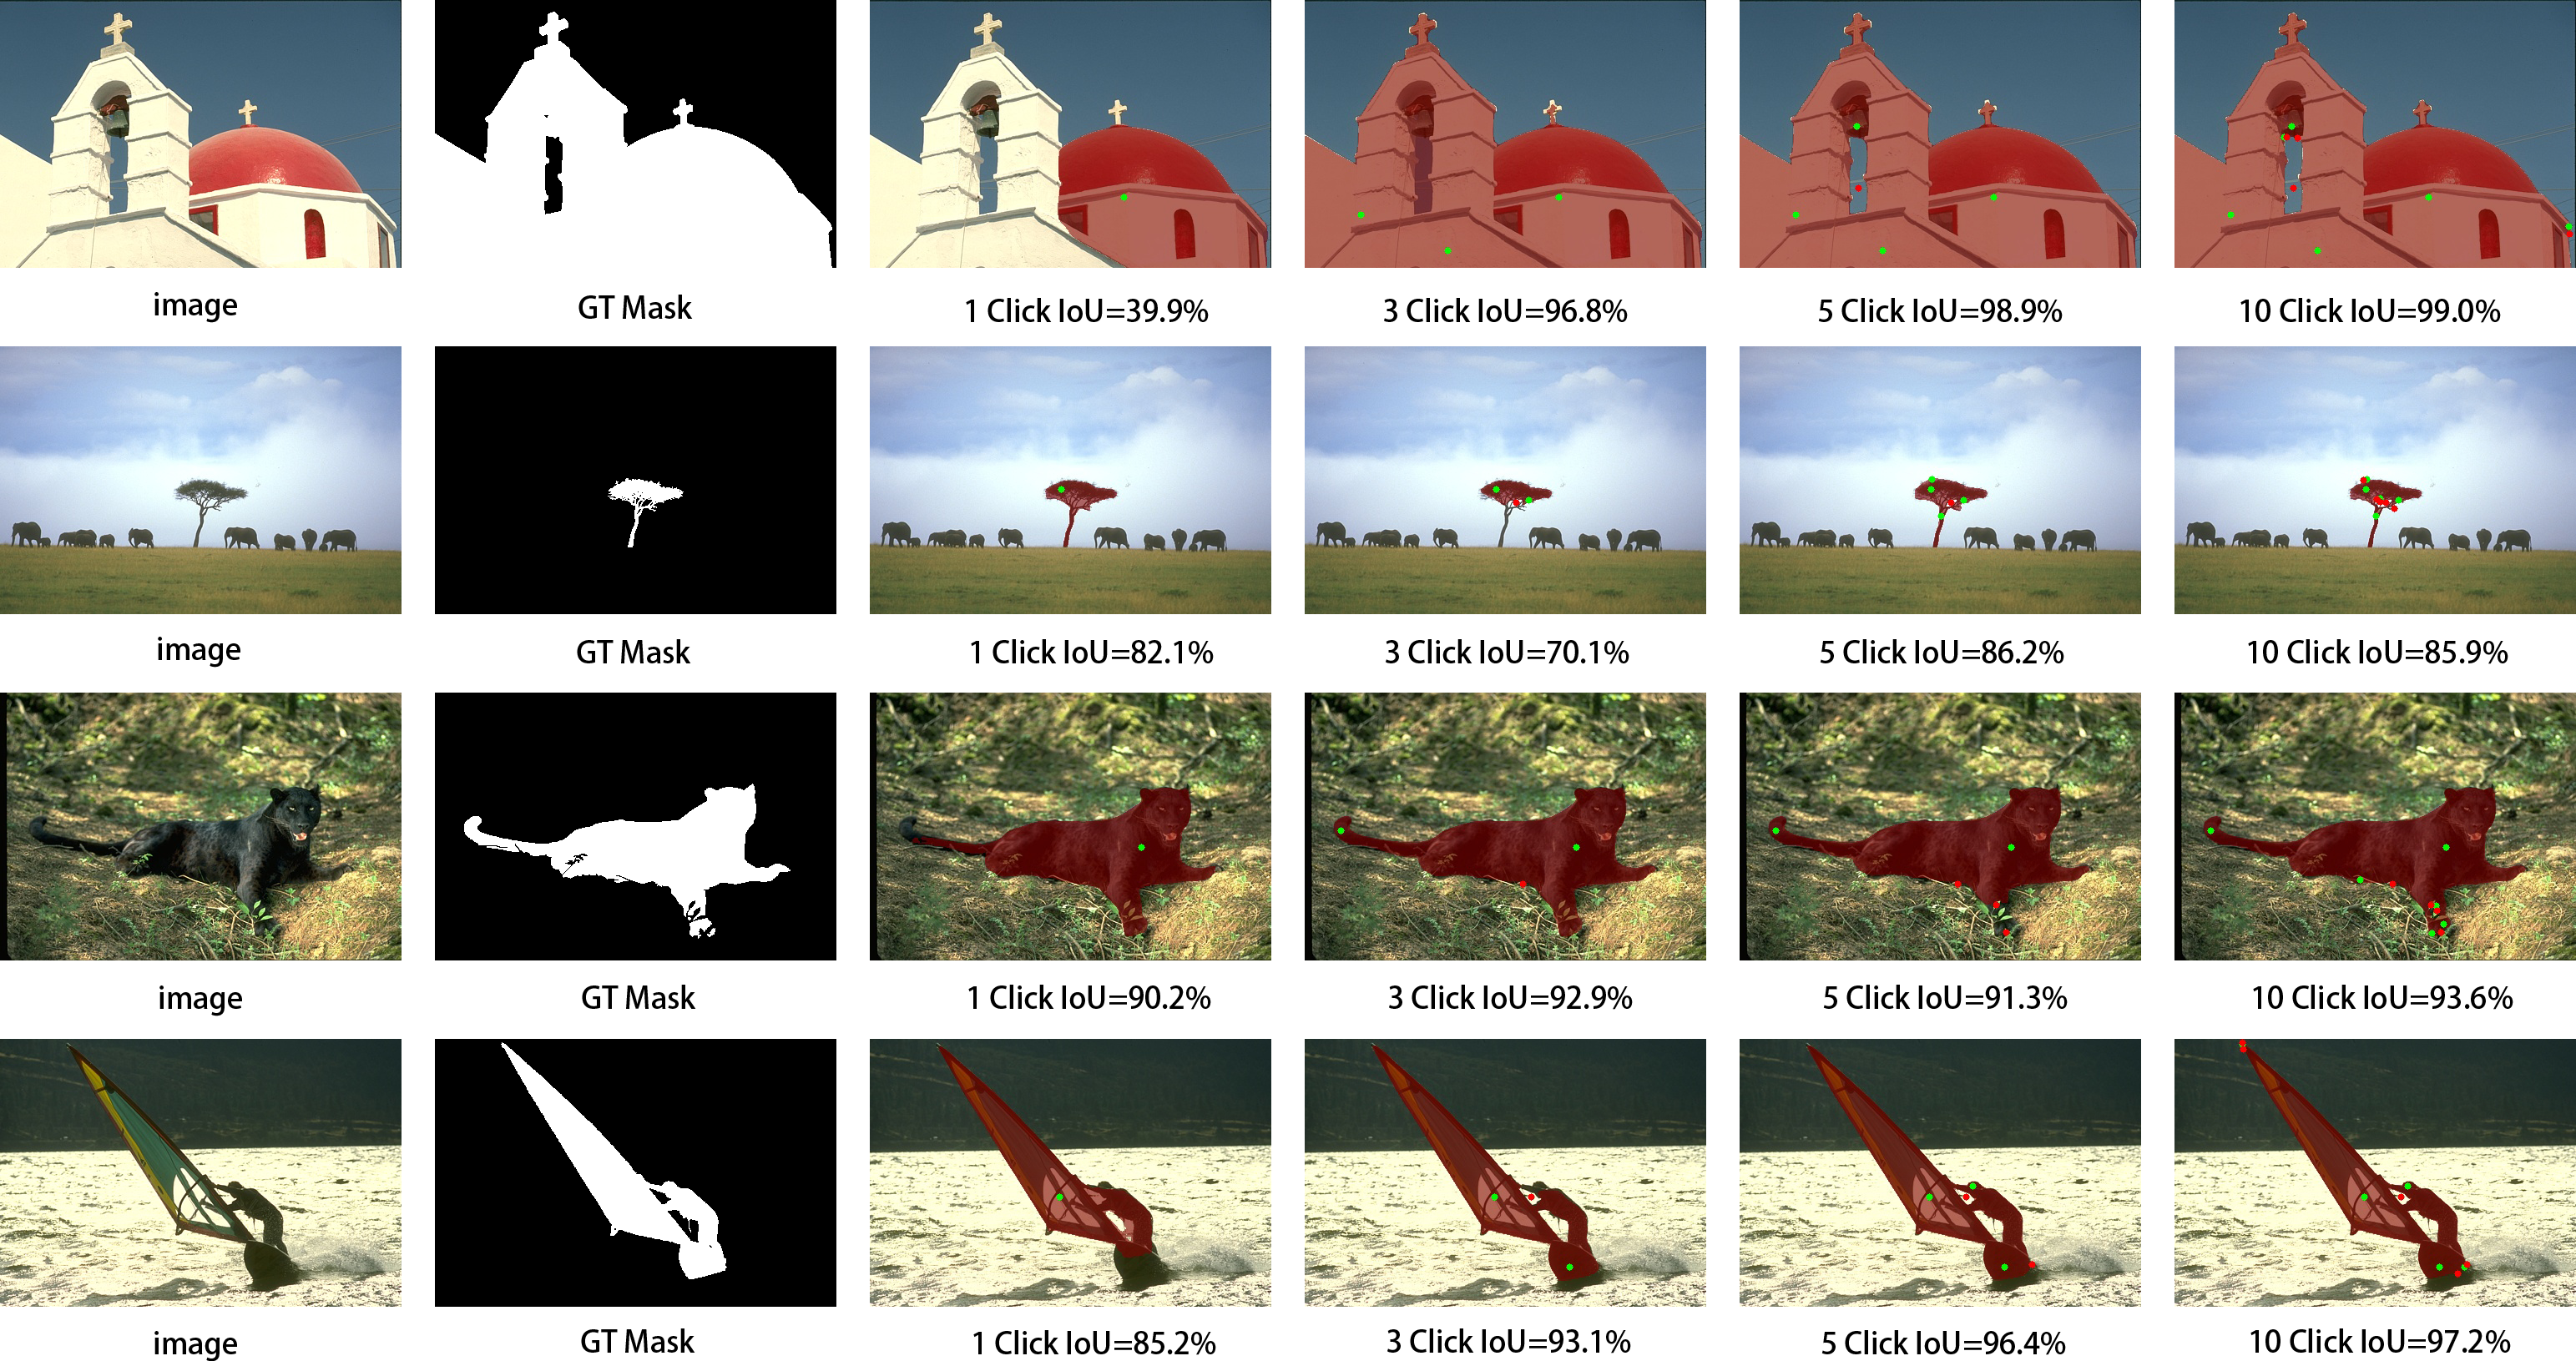 image GT Mask 1 Click IoU=39.9% 3 Click IoU=96.8% 5 Click IoU=98.9% 10 Click IoU=99.0%
image GT Mask 1 Click IoU=82.1% 3 Click IoU=70.1% 5 Click IoU=86.2% 10 Click IoU=85.9%
image GT Mask 1 Click IoU=90.2% 3 Click IoU=92.9% 5 Click IoU=91.3% 10 Click IoU=93.6%
image GT Mask 1 Click IoU=85.2% 3 Click IoU=93.1% 5 Click IoU=96.4% 10 Click IoU=97.2%